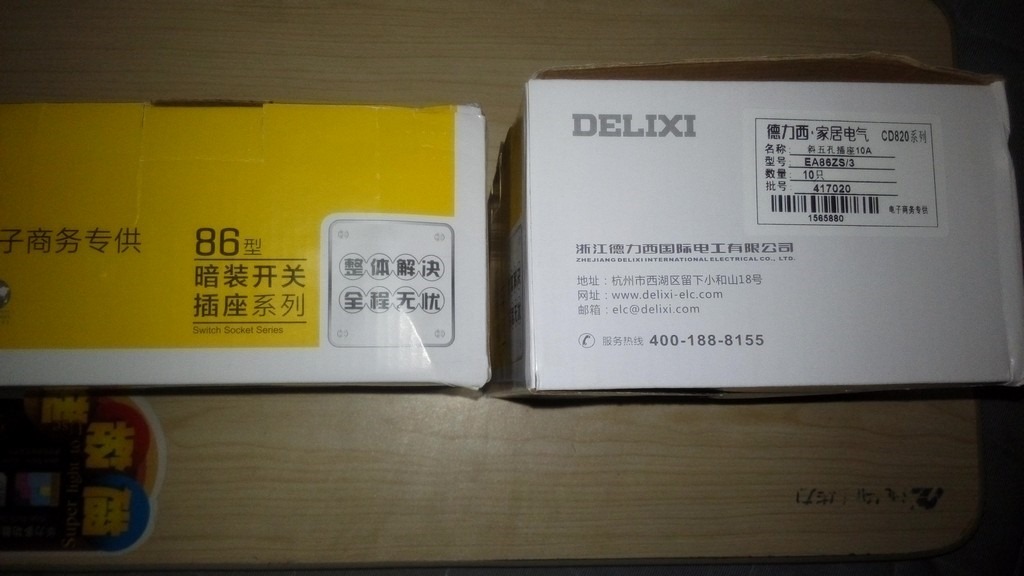 子商务专供
86型
暗装开关
插座系列
Switch Socket Series
整体解决
全程无忧
DELIXI
德力西·家居电气 CD820系列
名称: 斜五孔插座10A
型号: EA86ZS/3
数量: 10只
批号: 417020
1565880
电子商务专供
浙江德力西国际电工有限公司
ZHEJIANG DELIXI INTERNATIONAL ELECTRICAL CO., LTD.
地址:杭州市西湖区留下小和山18号
网址:www.delixi-elc.com
邮箱:elc@delixi.com
服务热线 400-188-8155
超格
Super light to